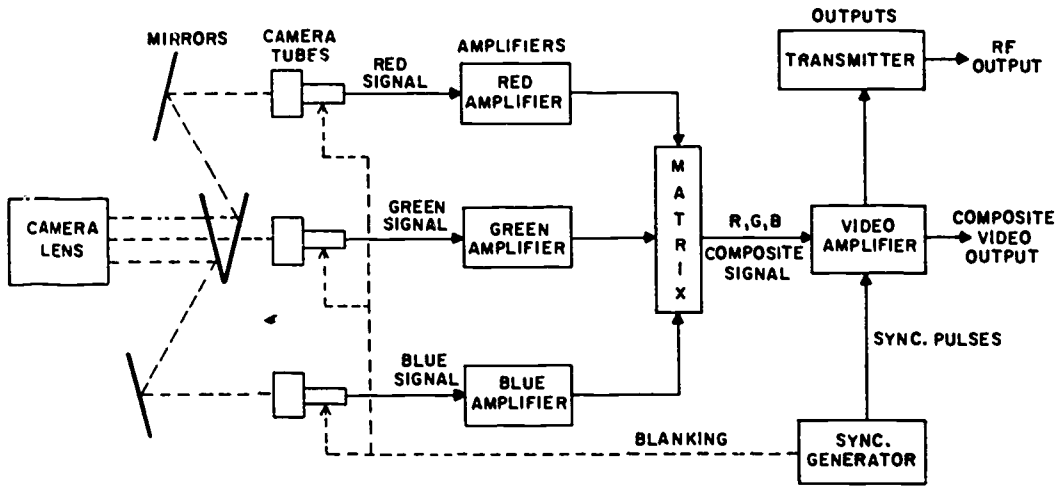 OUTPUTS
MIRRORS
CAMERA
TUBES
AMPLIFIERS
RED
SIGNAL
RED
AMPLIFIER
TRANSMITTER
RF
OUTPUT
CAMERA
LENS
GREEN
SIGNAL
GREEN
AMPLIFIER
MATRIX
R,G,B
COMPOSITE
SIGNAL
VIDEO
AMPLIFIER
COMPOSITE
VIDEO
OUTPUT
SYNC. PULSES
BLUE
SIGNAL
BLUE
AMPLIFIER
BLANKING
SYNC.
GENERATOR